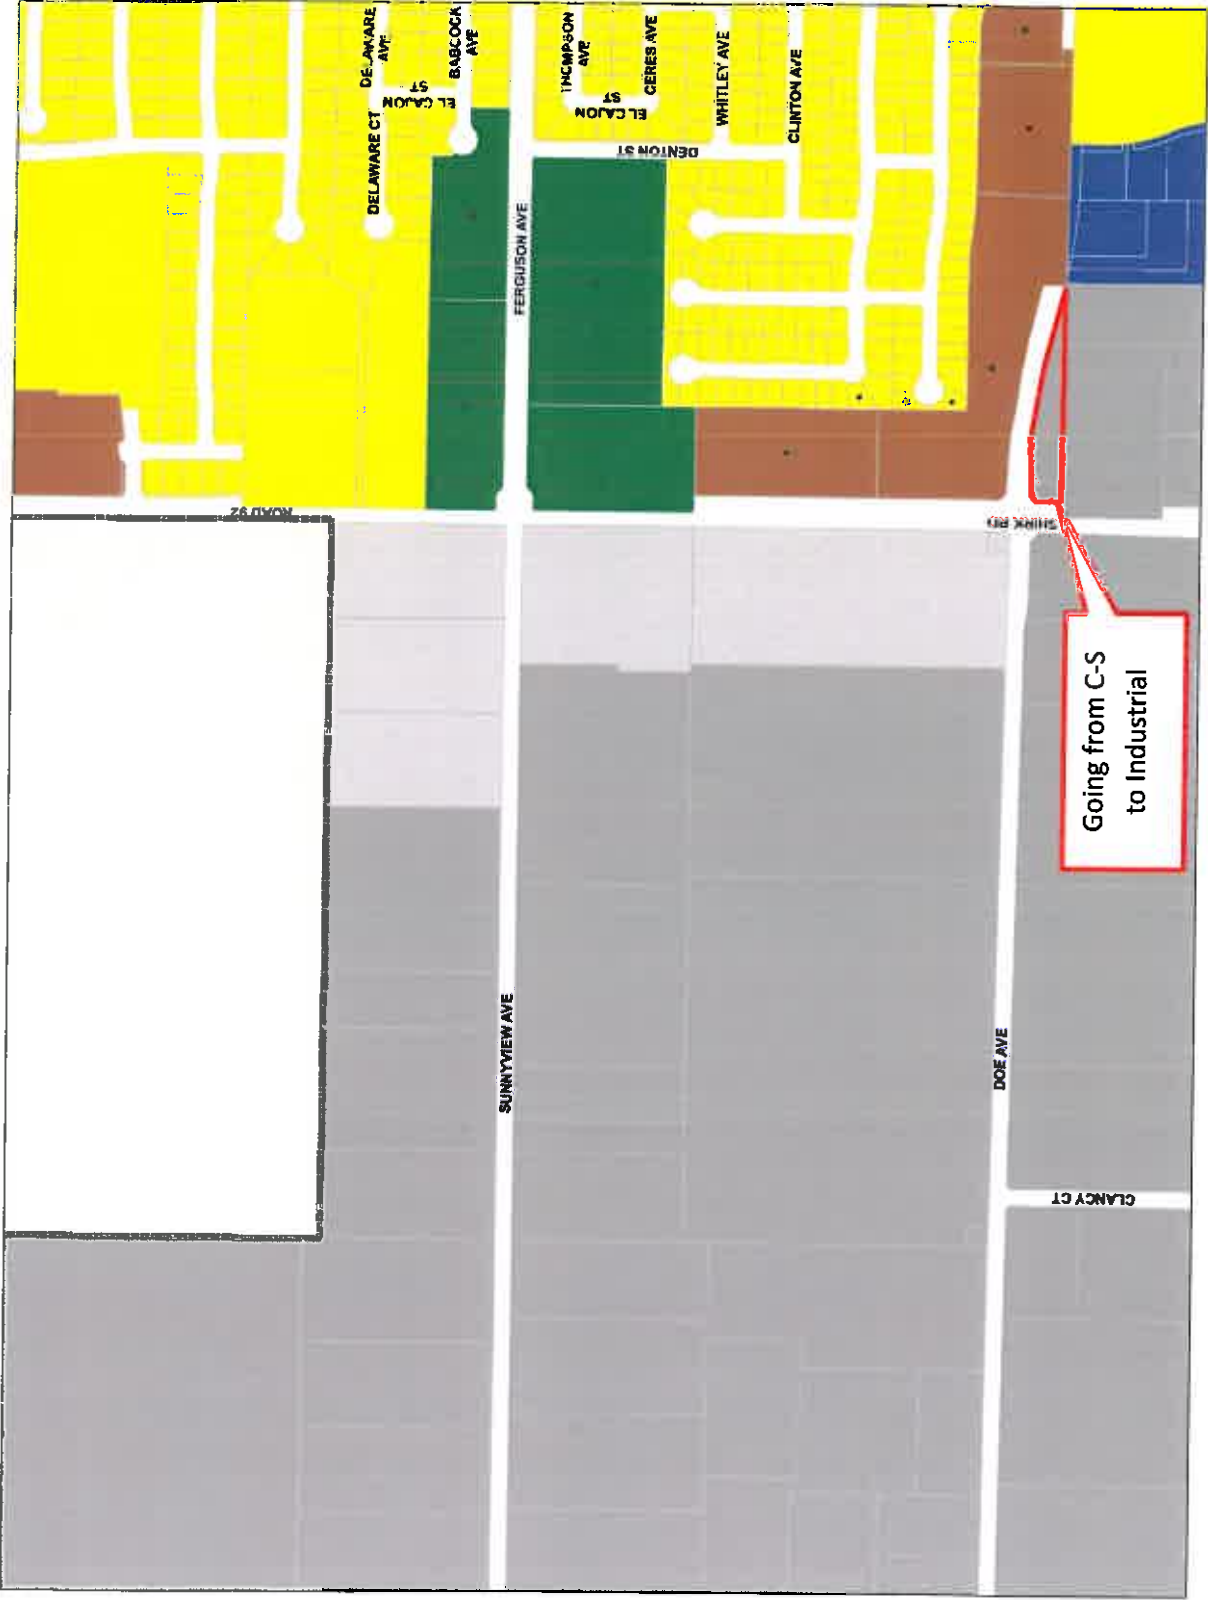 DELAWARE
AVE
BABCOCK
AVE
THOMPSON
AVE
CERES AVE
WHITLEY AVE
CLINTON AVE
EL CAJON
ST
EL CAJON
ST
DELAWARE CT
DENTON ST
FERGUSON AVE
ROAD 92
SHIRK RD
Going from C-S
to Industrial
SUNNYVIEW AVE
DOE AVE
CLANCY CT